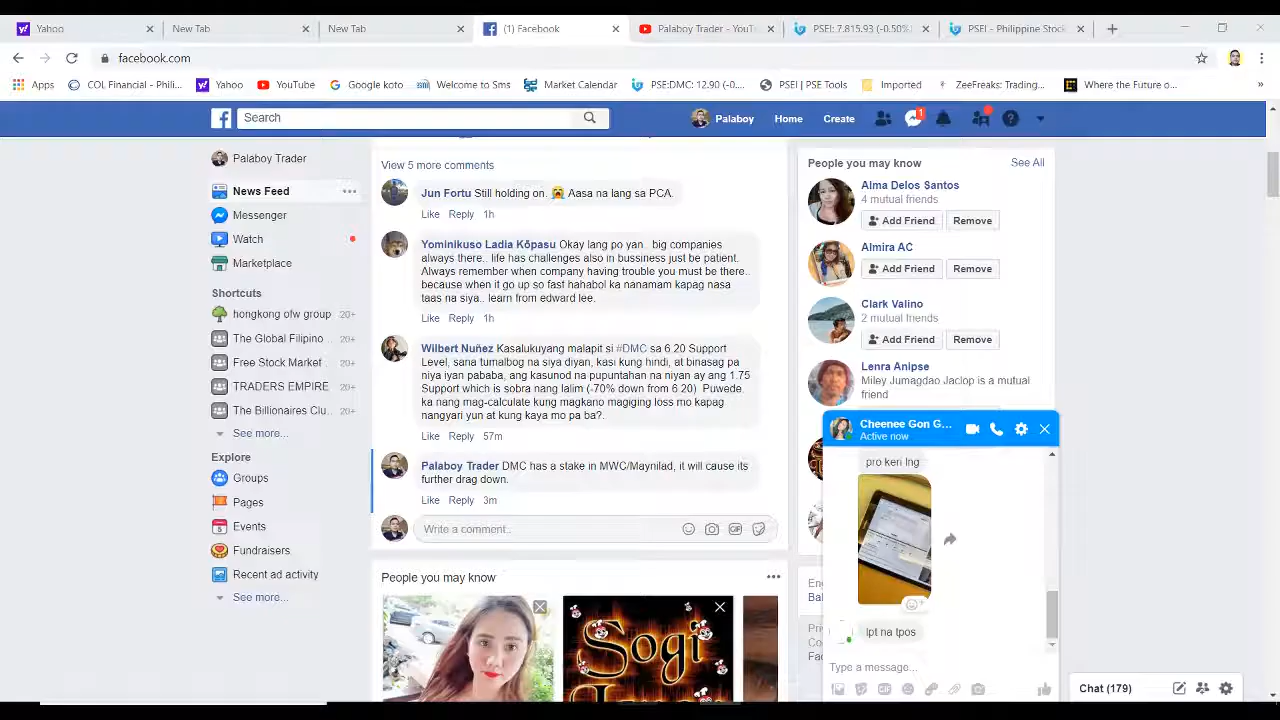 Yahoo
New Tab
New Tab
(1) Facebook
Palaboy Trader - YouT
PSEI: 7,815.93 (-0.50%)
PSEI - Philippine Stock
facebook.com
Apps
COL Financial - Phili...
Yahoo
YouTube
Google koto
Welcome to Sms
Market Calendar
PSE:DMC: 12.90 (-0....
PSEI | PSE Tools
Imported
ZeeFreaks: Trading...
Where the Future o...
Search
Palaboy
Home
Create
1
Palaboy Trader
News Feed
Messenger
Watch
Marketplace
Shortcuts
hongkong ofw group 20+
The Global Filipino .. 20+
Free Stock Market .. 20+
TRADERS EMPIRE 20+
The Billionaires Clu.. 20+
See more...
Explore
Groups
Pages
Events
Fundraisers
Recent ad activity
See more...
View 5 more comments
Jun Fortu Still holding on. 😭 Aasa na lang sa PCA.
Like Reply 1h
Yominikuso Ladia Kōpasu Okay lang po yan.. big companies
always there.. life has challenges also in bussiness just be patient.
Always remember when company having trouble you must be there..
because when it go up so fast hahabol ka nanamam kapag nasa
taas na siya.. learn from edward lee.
Like Reply 1h
Wilbert Nuñez Kasalukuyang malapit si #DMC sa 6.20 Support
Level, sana tumalbog na siya diyan, kasi kung hindi, at binasag pa
niya iyan pababa, ang kasunod na pupuntahan na niyan ay ang 1.75
Support which is sobra nang lalim (-70% down from 6.20) Puwede.
ka nang mag-calculate kung magkano magiging loss mo kapag
nangyari yun at kung kaya mo pa ba?.
Like Reply 57m
Palaboy Trader DMC has a stake in MWC/Maynilad, it will cause its
further drag down.
Like Reply 3m
Write a comment..
GIF
People you may know
Sogi
People you may know
See All
Alma Delos Santos
4 mutual friends
Add Friend Remove
Almira AC
Add Friend Remove
Clark Valino
2 mutual friends
Add Friend Remove
Lenra Anipse
Miley Jumagdao Jaclop is a mutual
friend
Cheenee Gon G...
Active now
pro keri lng
lpt na tpos
Type a message...
GIF
Chat (179)